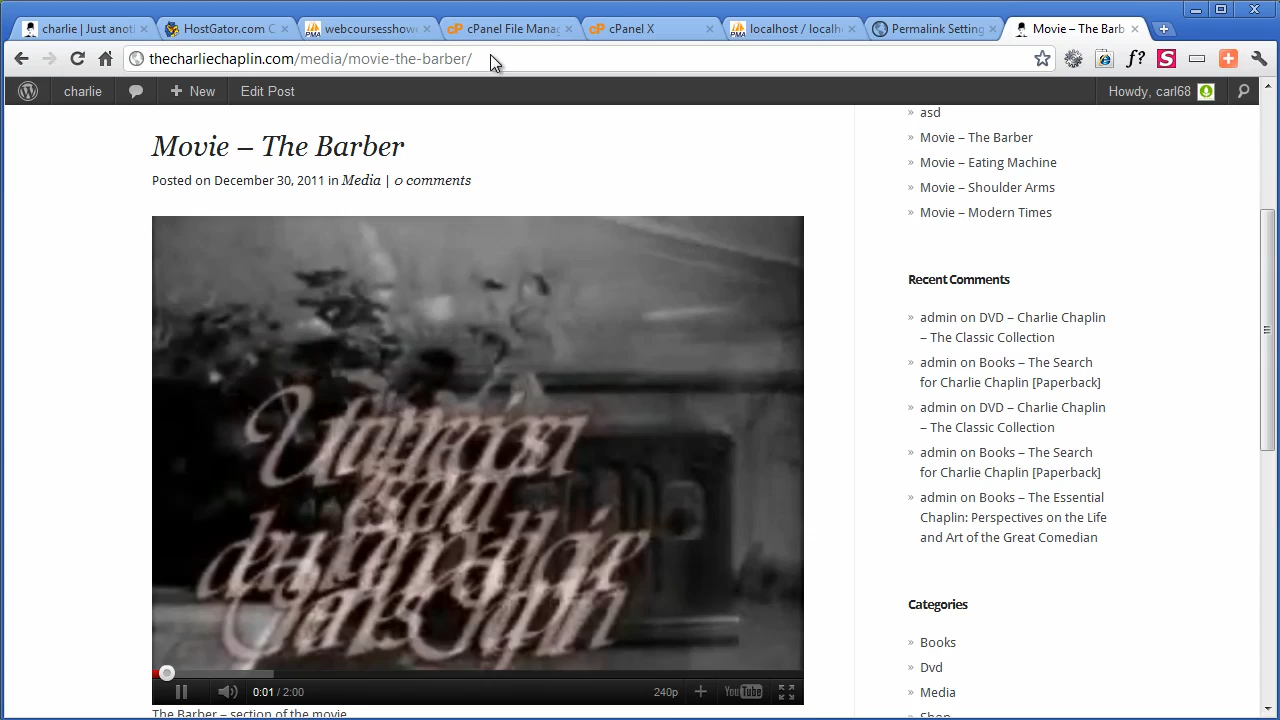 charlie | Just anot
HostGator.com C
webcoursesshowc
cPanel File Manag
cPanel X
localhost / localh
Permalink Setting
Movie – The Barb
thecharliechaplin.com/media/movie-the-barber/
charlie
New
Edit Post
Howdy, carl68
Movie – The Barber
Posted on December 30, 2011 in Media | 0 comments
0:01 / 2:00
240p
YouTube
The Barber – section of the movie
asd
Movie – The Barber
Movie – Eating Machine
Movie – Shoulder Arms
Movie – Modern Times
Recent Comments
admin on DVD – Charlie Chaplin
– The Classic Collection
admin on Books – The Search
for Charlie Chaplin [Paperback]
admin on DVD – Charlie Chaplin
– The Classic Collection
admin on Books – The Search
for Charlie Chaplin [Paperback]
admin on Books – The Essential
Chaplin: Perspectives on the Life
and Art of the Great Comedian
Categories
Books
Dvd
Media
Shop